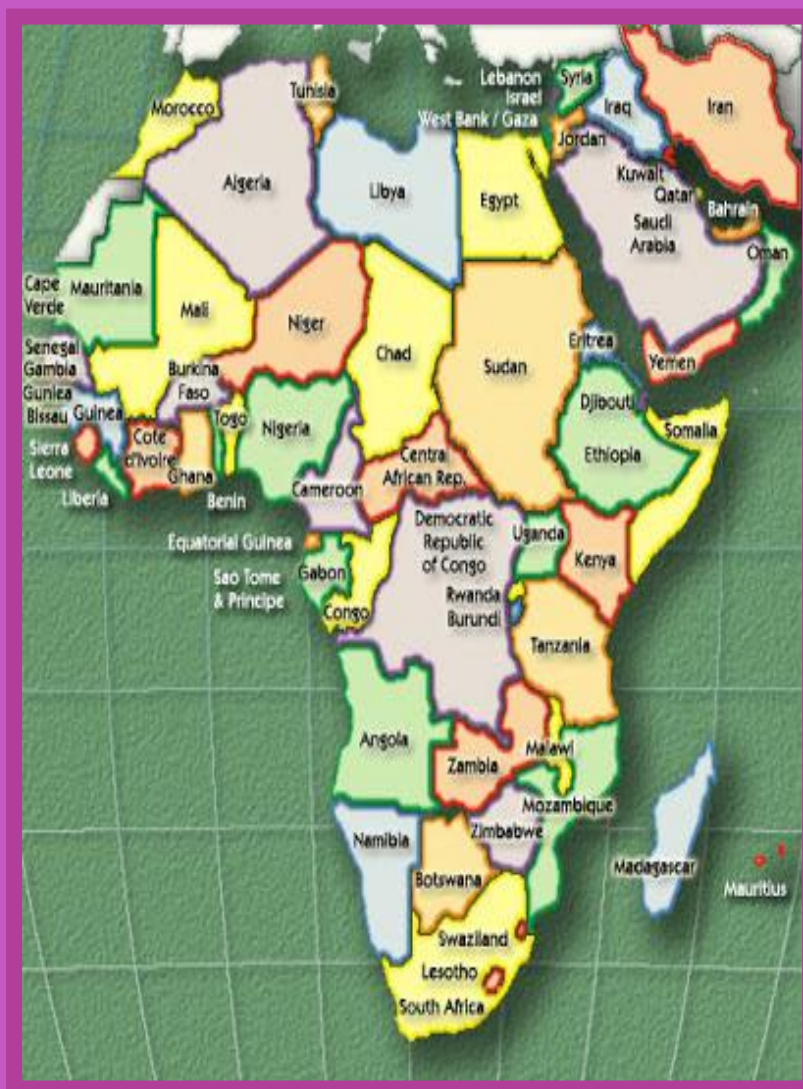 Lebanon
Israel
West Bank / Gaza
Syria
Iraq
Iran
Jordan
Kuwait
Qatar
Bahrain
Saudi
Arabia
Oman
Yemen
Morocco
Tunisia
Algeria
Libya
Egypt
Cape
Verde
Mauritania
Mali
Niger
Chad
Sudan
Eritrea
Djibouti
Somalia
Ethiopia
Senegal
Gambia
Guniea
Bissau
Guinea
Burkina
Faso
Sierra
Leone
Liberia
Cote
d'Ivoire
Ghana
Togo
Benin
Nigeria
Cameroon
Central
African Rep.
Equatorial Guinea
Sao Tome
& Principe
Gabon
Congo
Democratic
Republic
of Congo
Uganda
Kenya
Rwanda
Burundi
Tanzania
Angola
Zambia
Malawi
Mozambique
Zimbabwe
Namibia
Botswana
Madagascar
Mauritius
Swaziland
Lesotho
South Africa